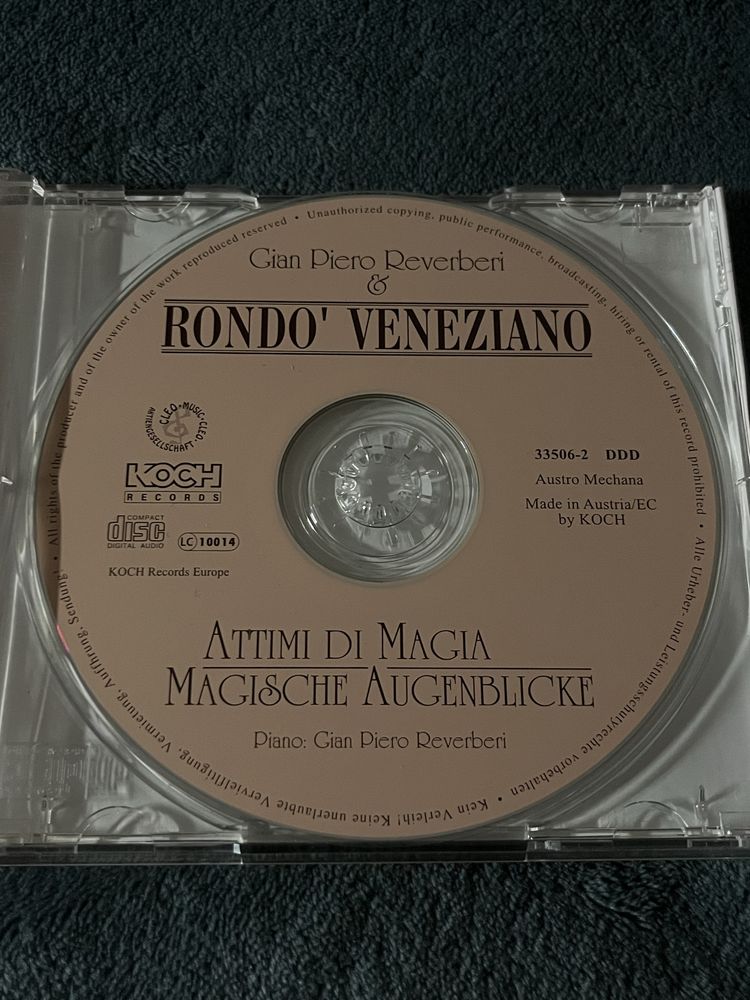 Gian Piero Reverberi
&
RONDO' VENEZIANO
CLEO • MUSIC • CLEO •
AKTIENGESELLSCHAFT
KOCH
RECORDS
COMPACT
disc
DIGITAL AUDIO
LC 10014
KOCH Records Europe
33506-2 DDD
Austro Mechana
Made in Austria/EC
by KOCH
ATTIMI DI MAGIA
MAGISCHE AUGENBLICKE
Piano: Gian Piero Reverberi
• All rights of the producer and of the owner of the work reproduced reserved • Unauthorized copying, public performance, broadcasting, hiring or rental of this record prohibited • Alle Urheber- und Leistungsschutzrechte vorbehalten • Kein Verleih! Keine unerlaubte Vervielfältigung, Vermietung, Aufführung, Sendung!